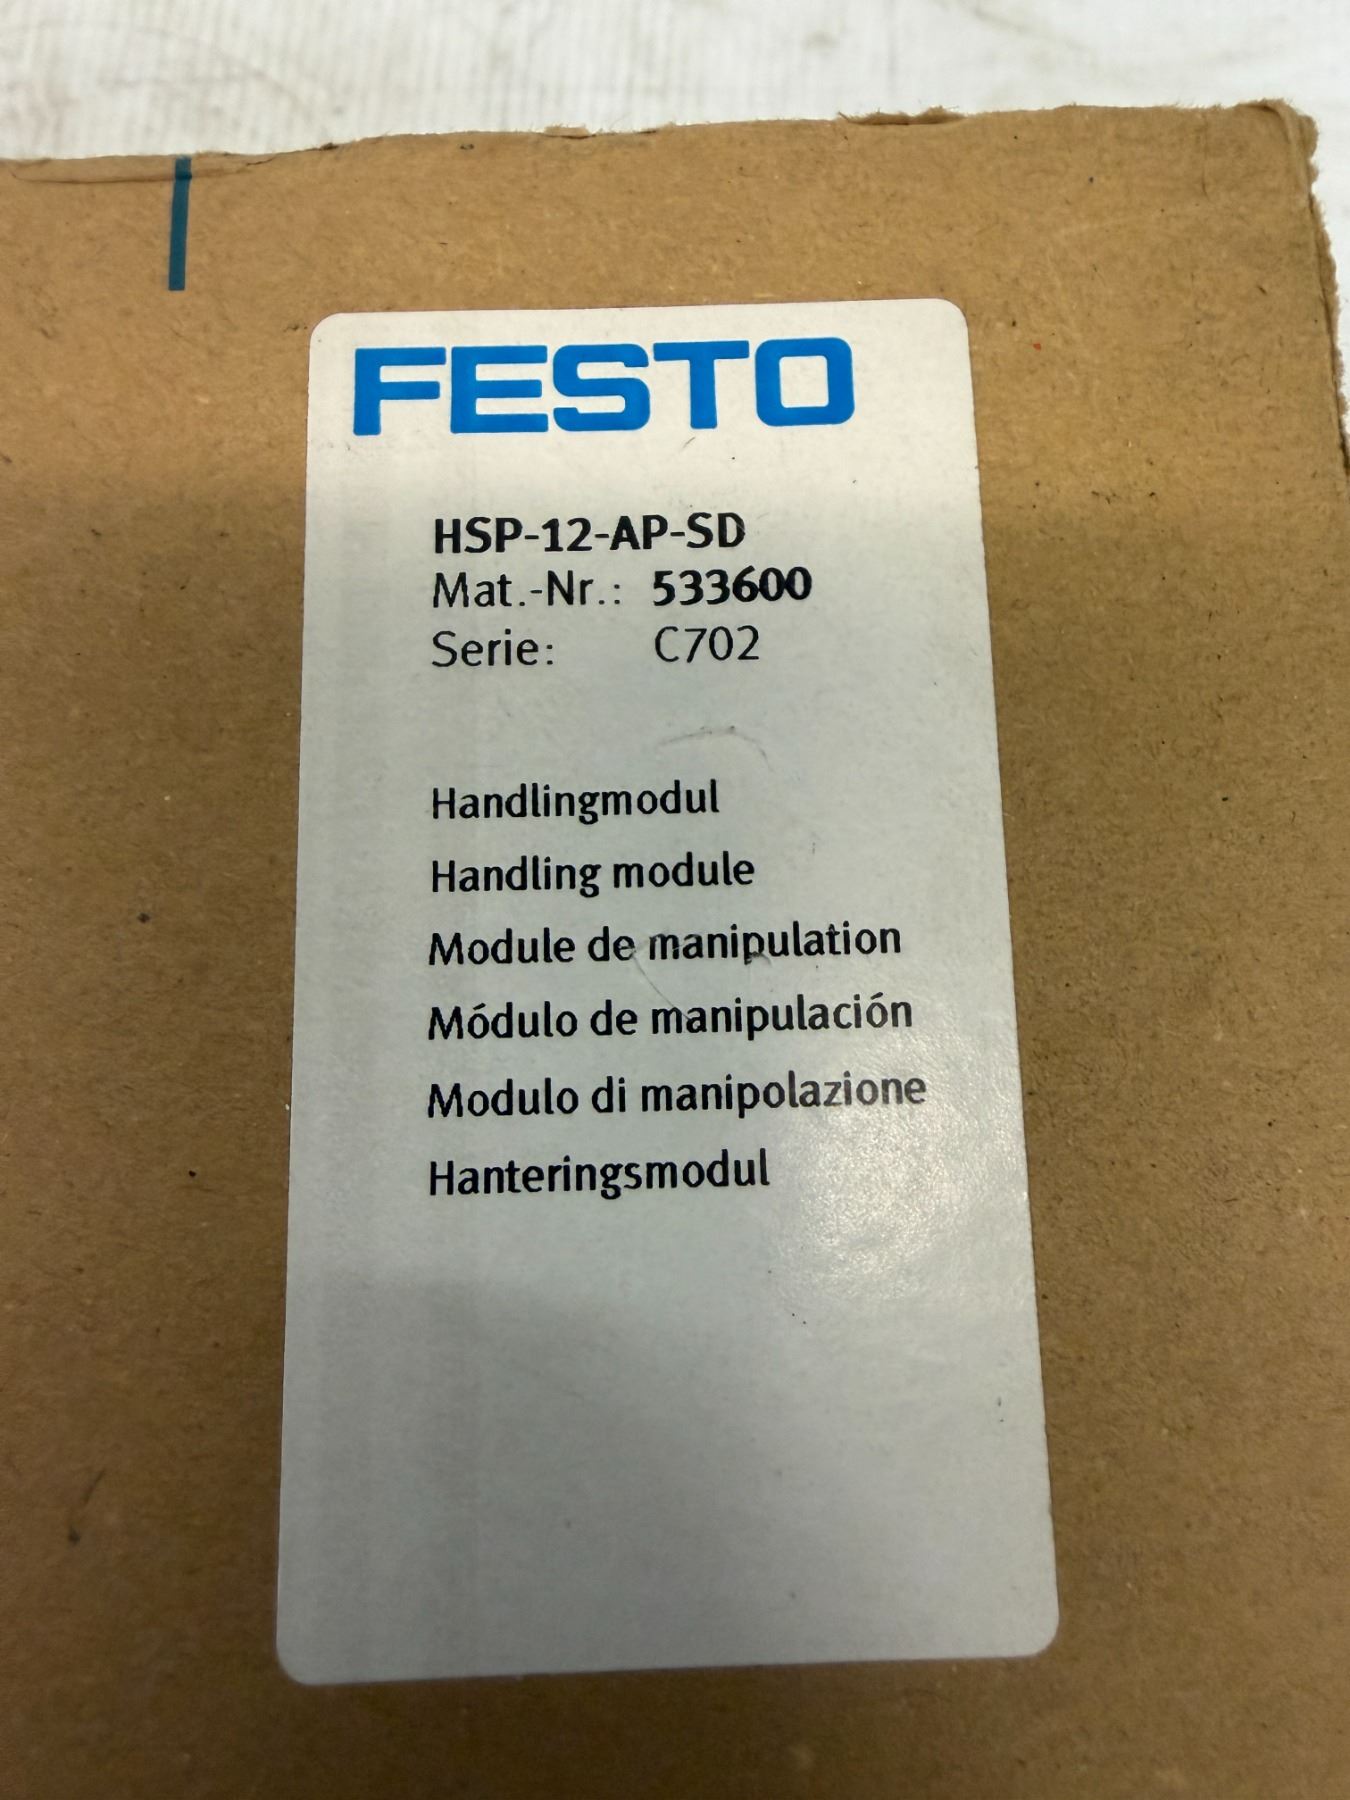 FESTO
HSP-12-AP-SD
Mat.-Nr.: 533600
Serie: C702
Handlingmodul
Handling module
Module de manipulation
Módulo de manipulación
Modulo di manipolazione
Hanteringsmodul